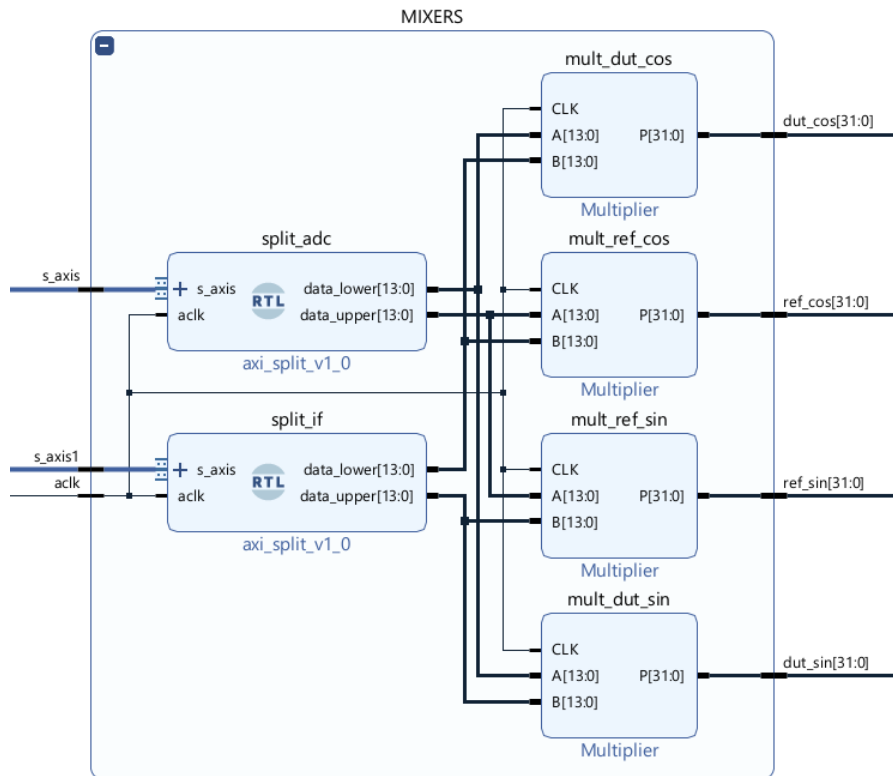 MIXERS
mult_dut_cos
CLK
A[13:0] P[31:0]
B[13:0]
Multiplier
dut_cos[31:0]
split_adc
s_axis
+ s_axis RTL data_lower[13:0]
aclk data_upper[13:0]
axi_split_v1_0
mult_ref_cos
CLK
A[13:0] P[31:0]
B[13:0]
Multiplier
ref_cos[31:0]
split_if
s_axis1
aclk
+ s_axis RTL data_lower[13:0]
aclk data_upper[13:0]
axi_split_v1_0
mult_ref_sin
CLK
A[13:0] P[31:0]
B[13:0]
Multiplier
ref_sin[31:0]
mult_dut_sin
CLK
A[13:0] P[31:0]
B[13:0]
Multiplier
dut_sin[31:0]